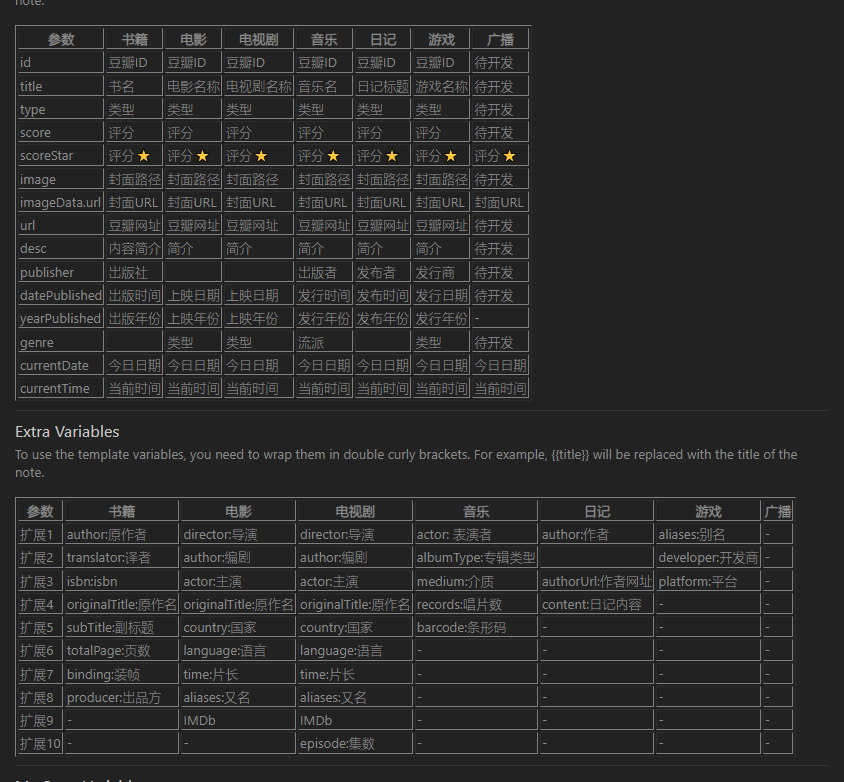 note.
参数 书籍 电影 电视剧 音乐 日记 游戏 广播
id 豆瓣ID 豆瓣ID 豆瓣ID 豆瓣ID 豆瓣ID 豆瓣ID 待开发
title 书名 电影名称 电视剧名称 音乐名 日记标题 游戏名称 待开发
type 类型 类型 类型 类型 类型 类型 待开发
score 评分 评分 评分 评分 评分 评分 待开发
scoreStar 评分⭐ 评分⭐ 评分⭐ 评分⭐ 评分⭐ 评分⭐ 评分⭐
image 封面路径 封面路径 封面路径 封面路径 封面路径 封面路径 待开发
imageData.url 封面URL 封面URL 封面URL 封面URL 封面URL 封面URL 封面URL
url 豆瓣网址 豆瓣网址 豆瓣网址 豆瓣网址 豆瓣网址 豆瓣网址 待开发
desc 内容简介 简介 简介 简介 简介 简介 待开发
publisher 出版社 出版者 发布者 发行商 待开发
datePublished 出版时间 上映日期 上映日期 发行时间 发布时间 发行日期 待开发
yearPublished 出版年份 上映年份 上映年份 发行年份 发布年份 发行年份 -
genre 类型 类型 流派 类型 待开发
currentDate 今日日期 今日日期 今日日期 今日日期 今日日期 今日日期 今日日期
currentTime 当前时间 当前时间 当前时间 当前时间 当前时间 当前时间 当前时间
Extra Variables
To use the template variables, you need to wrap them in double curly brackets. For example, {{title}} will be replaced with the title of the
note.
参数 书籍 电影 电视剧 音乐 日记 游戏 广播
扩展1 author:原作者 director:导演 director:导演 actor: 表演者 author:作者 aliases:别名 -
扩展2 translator:译者 author:编剧 author:编剧 albumType:专辑类型 developer:开发商 -
扩展3 isbn:isbn actor:主演 actor:主演 medium:介质 authorUrl:作者网址 platform:平台 -
扩展4 originalTitle:原作名 originalTitle:原作名 originalTitle:原作名 records:唱片数 content:日记内容 - -
扩展5 subTitle:副标题 country:国家 country:国家 barcode:条形码 - - -
扩展6 totalPage:页数 language:语言 language:语言 - - - -
扩展7 binding:装帧 time:片长 time:片长 - - - -
扩展8 producer:出品方 aliases:又名 aliases:又名 - - - -
扩展9 - IMDb IMDb - - - -
扩展10 - - episode:集数 - - - -